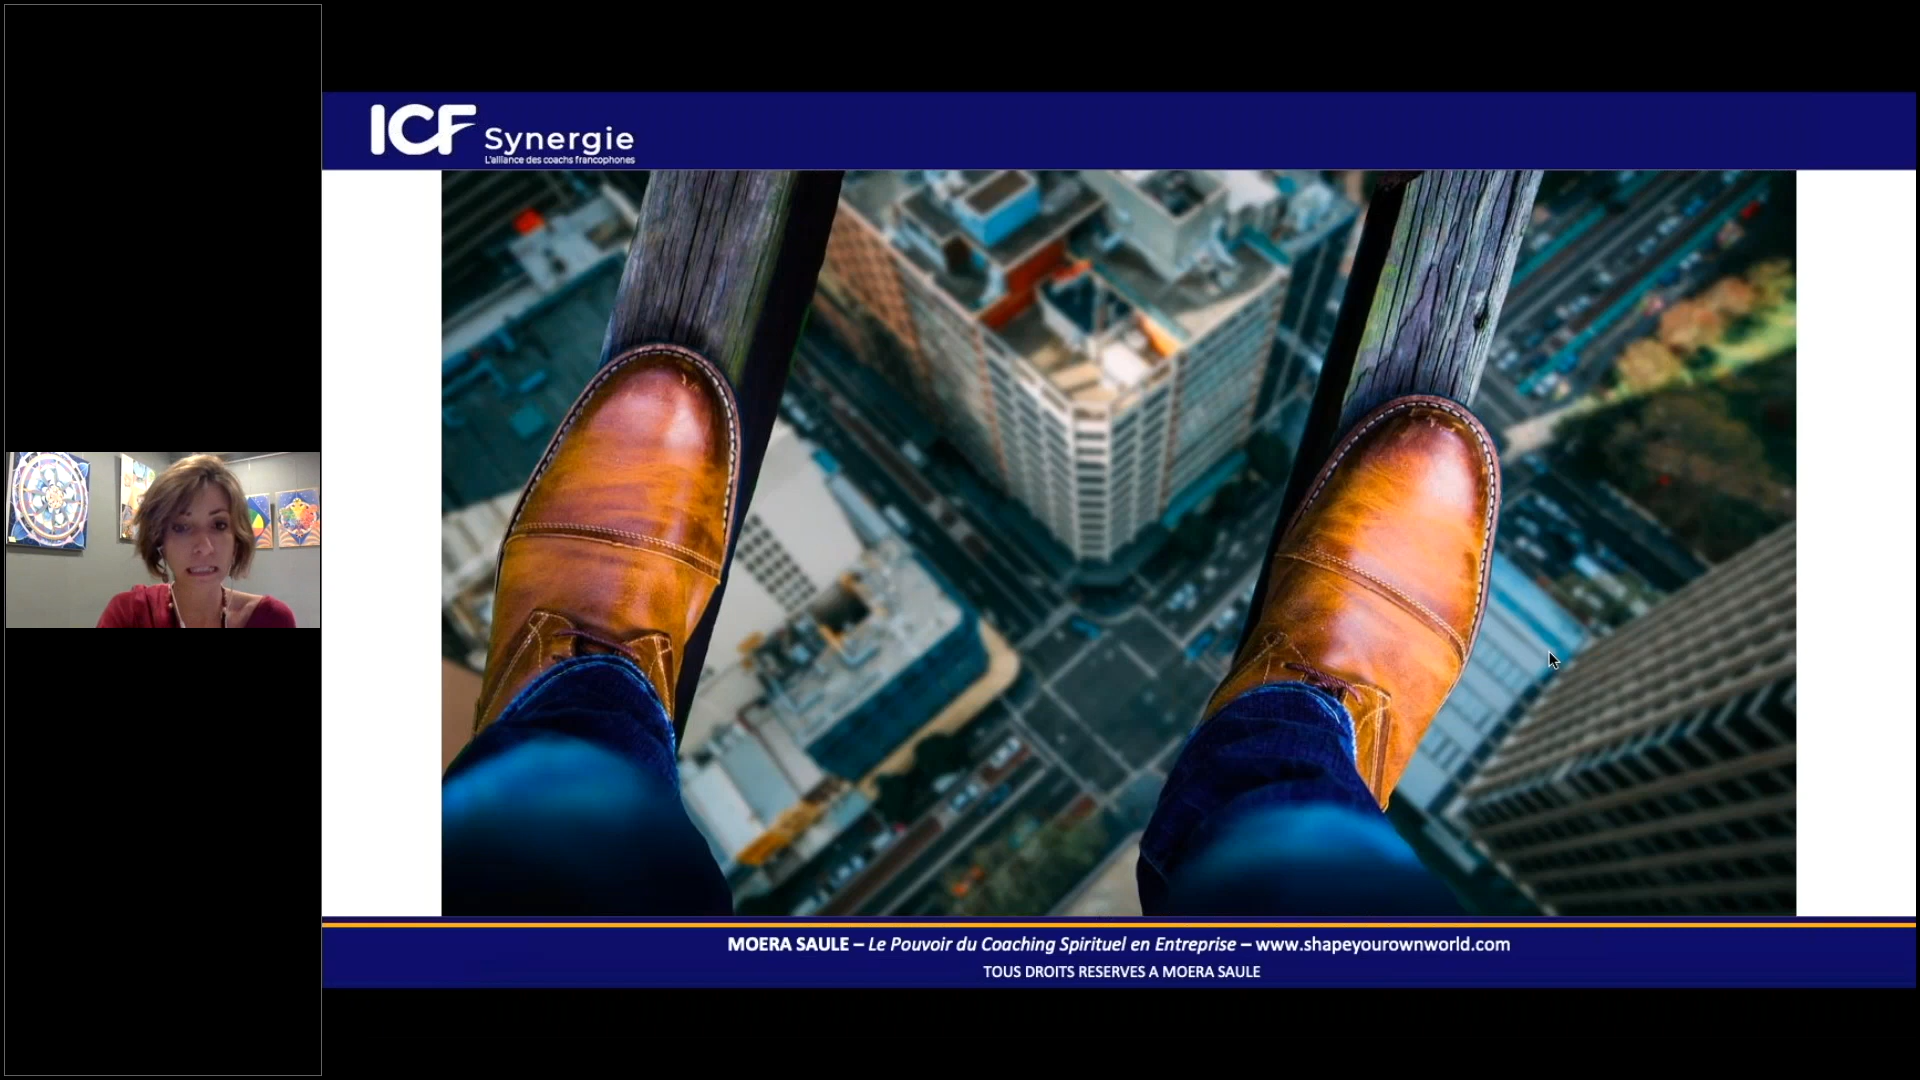 ICF Synergie
L'alliance des coachs francophones
MOERA SAULE – Le Pouvoir du Coaching Spirituel en Entreprise – www.shapeyourownworld.com
TOUS DROITS RESERVES A MOERA SAULE